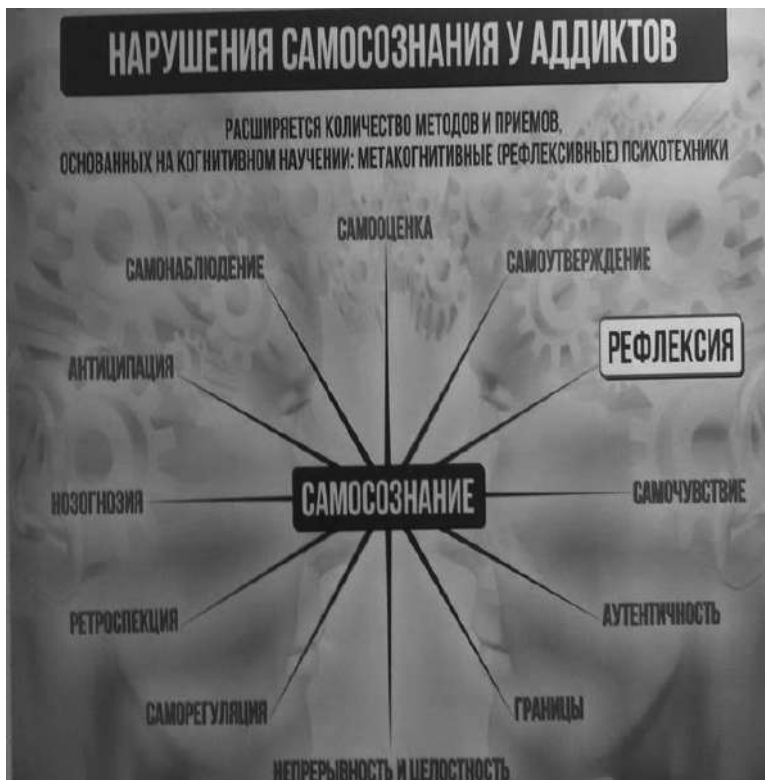 НАРУШЕНИЯ САМОСОЗНАНИЯ У АДДИКТОВ
РАСШИРЯЕТСЯ КОЛИЧЕСТВО МЕТОДОВ И ПРИЕМОВ,
ОСНОВАННЫХ НА КОГНИТИВНОМ НАУЧЕНИИ: МЕТАКОГНИТИВНЫЕ (РЕФЛЕКСИВНЫЕ) ПСИХОТЕХНИКИ
САМООЦЕНКА
САМОНАБЛЮДЕНИЕ
САМОУТВЕРЖДЕНИЕ
РЕФЛЕКСИЯ
АНТИЦИПАЦИЯ
НОЗОГНОЗИЯ
САМОСОЗНАНИЕ
САМОЧУВСТВИЕ
РЕТРОСПЕКЦИЯ
АУТЕНТИЧНОСТЬ
САМОРЕГУЛЯЦИЯ
ГРАНИЦЫ
НЕПРЕРЫВНОСТЬ И ЦЕЛОСТНОСТЬ